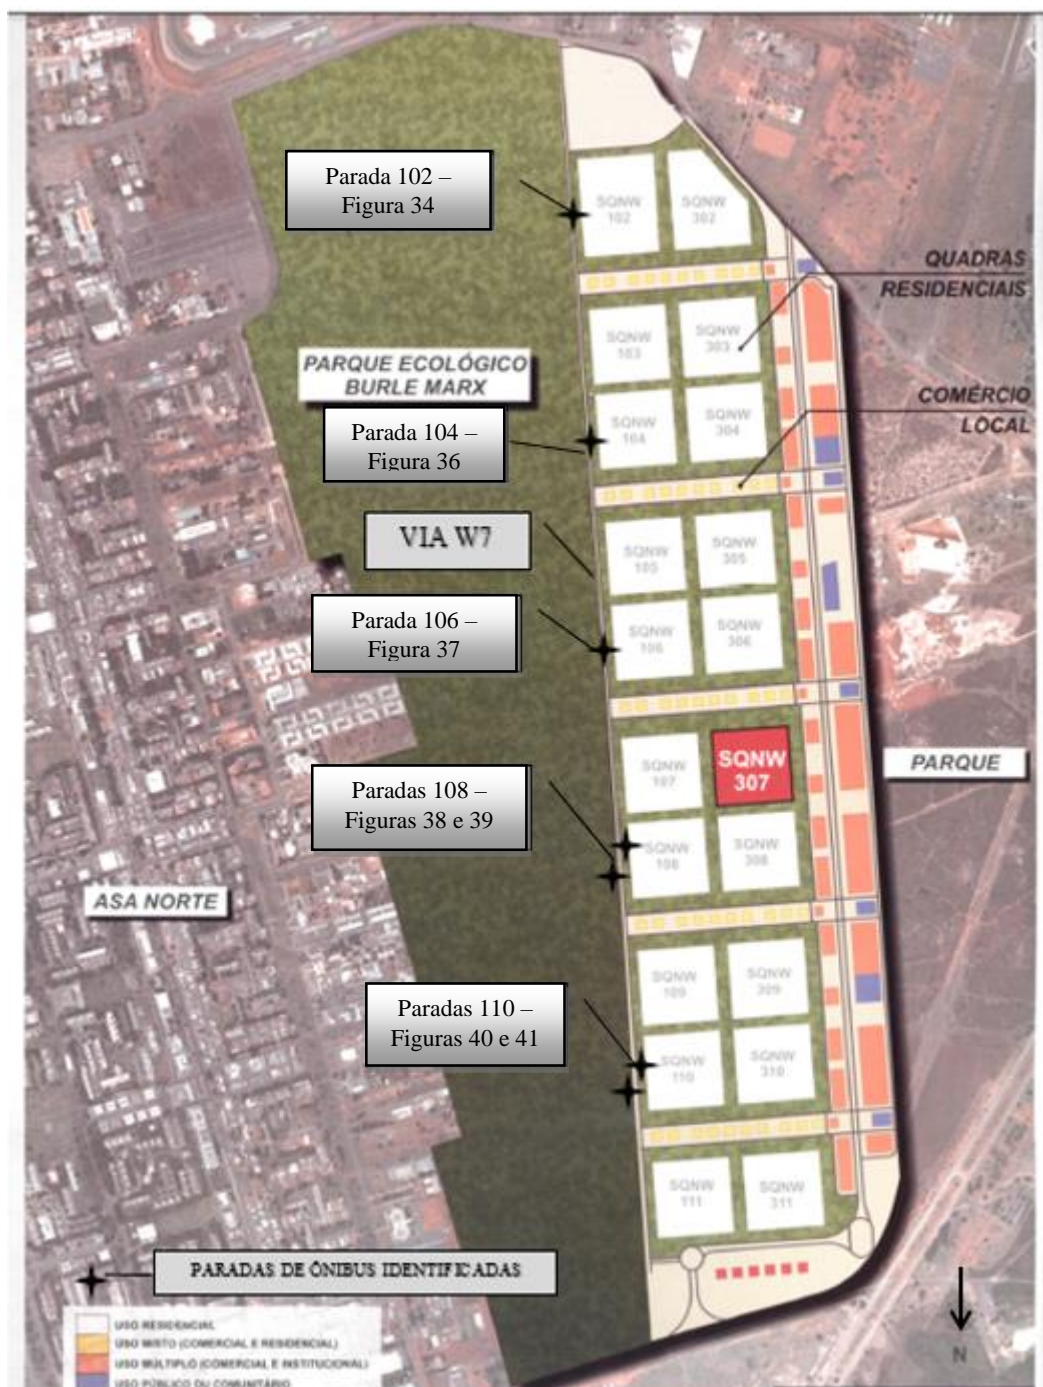 Parada 102 –
Figura 34
SQNW
102
SQNW
302
QUADRAS
RESIDENCIAIS
SQNW
103
SQNW
303
PARQUE ECOLÓGICO
BURLE MARX
COMÉRCIO
LOCAL
Parada 104 –
Figura 36
SQNW
104
SQNW
304
VIA W7
SQNW
105
SQNW
305
Parada 106 –
Figura 37
SQNW
106
SQNW
306
SQNW
107
SQNW
307
PARQUE
Paradas 108 –
Figuras 38 e 39
SQNW
108
SQNW
308
ASA NORTE
SQNW
109
SQNW
309
Paradas 110 –
Figuras 40 e 41
SQNW
110
SQNW
310
SQNW
111
SQNW
311
PARADAS DE ÔNIBUS IDENTIFICADAS
USO RESIDENCIAL
USO MISTO (COMERCIAL E RESIDENCIAL)
USO MÚLTIPLO (COMERCIAL E INSTITUCIONAL)
USO PÚBLICO OU COMUNITÁRIO
N